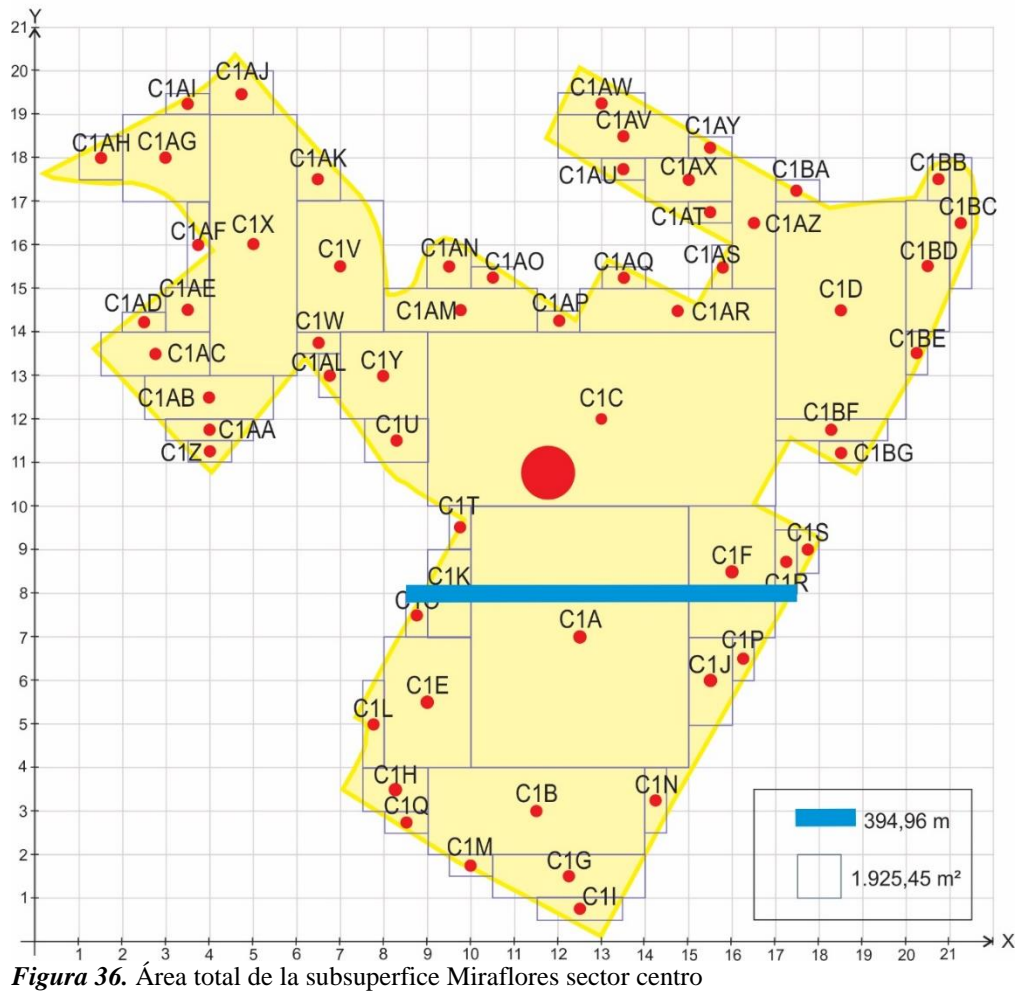 Y
21
20
19
18
17
16
15
14
13
12
11
10
9
8
7
6
5
4
3
2
1
C1AJ
C1AI
C1AW
C1AV
C1AY
C1AH
C1AG
C1AK
C1AU
C1AX
C1BA
C1BB
C1AT
C1AZ
C1BC
C1AF
C1X
C1V
C1AN
C1AO
C1AQ
C1AS
C1BD
C1AD
C1AE
C1AM
C1AP
C1AR
C1D
C1W
C1AC
C1AL
C1Y
C1BE
C1AB
C1C
C1AA
C1U
C1BF
C1Z
C1BG
C1T
C1S
C1F
C1K
C1R
C1A
C1P
C1J
C1E
C1L
C1H
C1B
C1N
C1Q
C1M
C1G
C1I
394,96 m
1.925,45 m²
1 2 3 4 5 6 7 8 9 10 11 12 13 14 15 16 17 18 19 20 21 X
Figura 36. Área total de la subsuperfice Miraflores sector centro